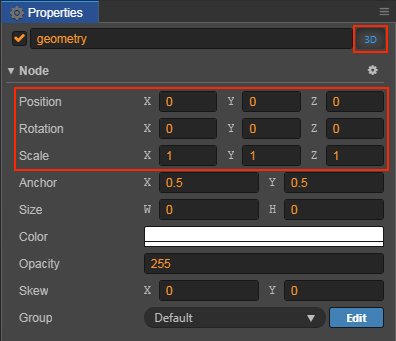 Properties
geometry 3D
Node
Position X 0 Y 0 Z 0
Rotation X 0 Y 0 Z 0
Scale X 1 Y 1 Z 1
Anchor X 0.5 Y 0.5
Size W 0 H 0
Color
Opacity 255
Skew X 0 Y 0
Group Default Edit